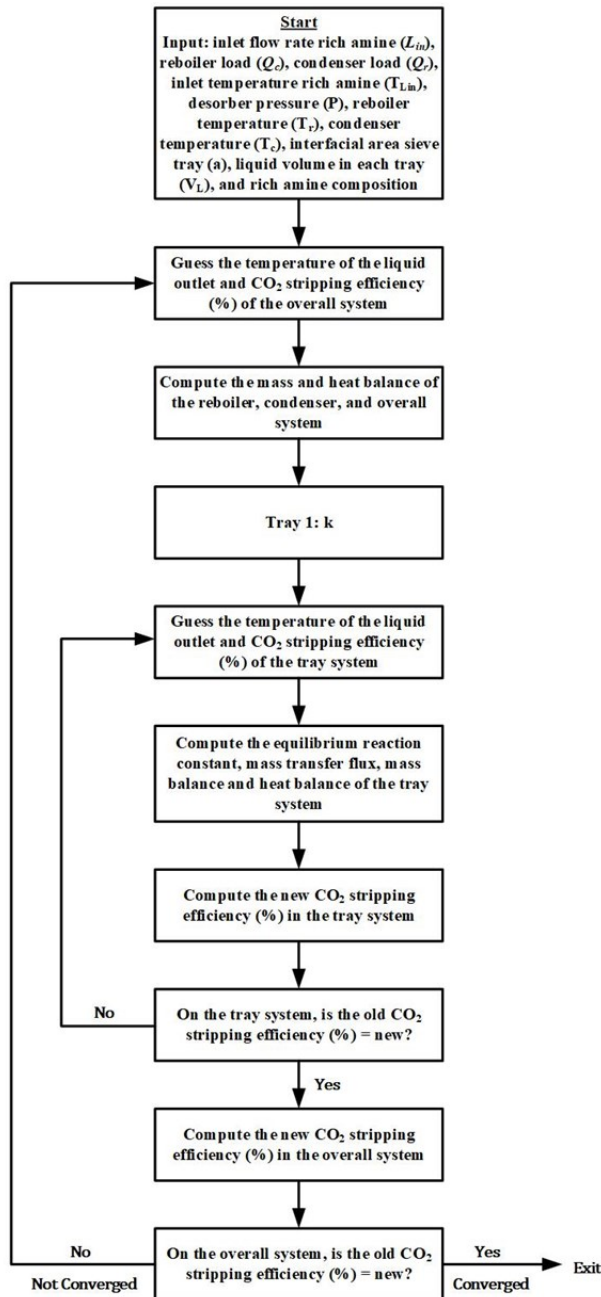 Start
Input: inlet flow rate rich amine (Lin),
reboiler load (Qc), condenser load (Qr),
inlet temperature rich amine (TLin),
desorber pressure (P), reboiler
temperature (Tr), condenser
temperature (Tc), interfacial area sieve
tray (a), liquid volume in each tray
(VL), and rich amine composition
Guess the temperature of the liquid
outlet and CO2 stripping efficiency
(%) of the overall system
Compute the mass and heat balance of
the reboiler, condenser, and overall
system
Tray 1: k
Guess the temperature of the liquid
outlet and CO2 stripping efficiency
(%) of the tray system
Compute the equilibrium reaction
constant, mass transfer flux, mass
balance and heat balance of the tray
system
Compute the new CO2 stripping
efficiency (%) in the tray system
No
On the tray system, is the old CO2
stripping efficiency (%) = new?
Yes
Compute the new CO2 stripping
efficiency (%) in the overall system
No
Not Converged
On the overall system, is the old CO2
stripping efficiency (%) = new?
Yes
Converged
Exit